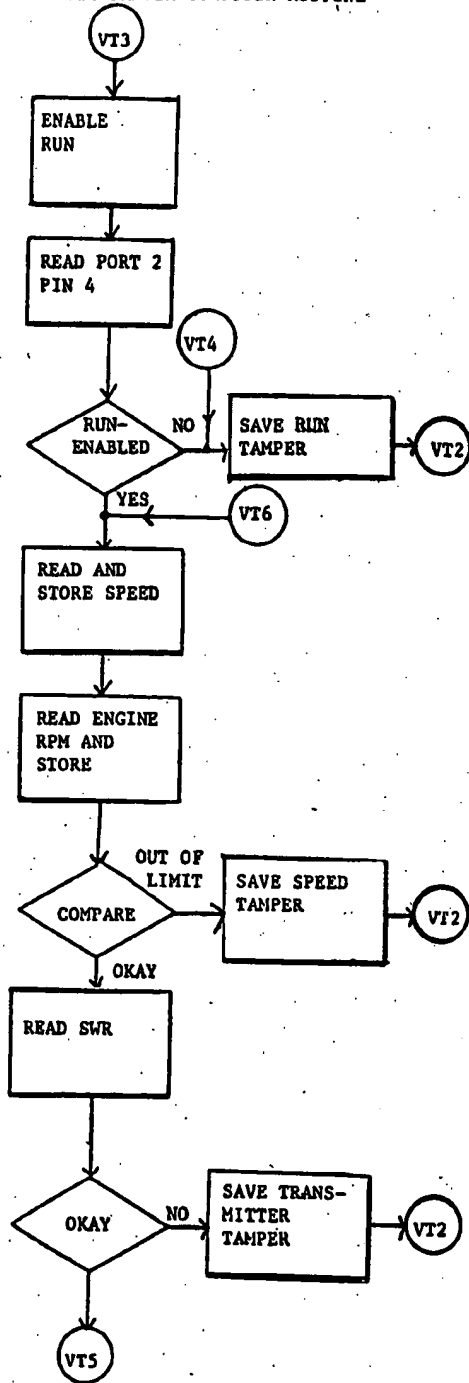 VT3
ENABLE
RUN
READ PORT 2
PIN 4
VT4
RUN-
ENABLED
NO
SAVE RUN
TAMPER
VT2
YES
VT6
READ AND
STORE SPEED
READ ENGINE
RPM AND
STORE
OUT OF
LIMIT
COMPARE
SAVE SPEED
TAMPER
VT2
OKAY
READ SWR
OKAY
NO
SAVE TRANS-
MITTER
TAMPER
VT2
VT5